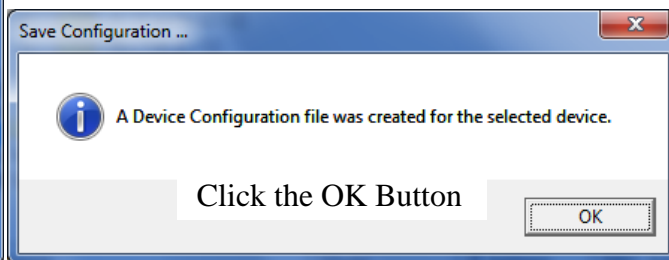 Save Configuration ...
A Device Configuration file was created for the selected device.
Click the OK Button
OK